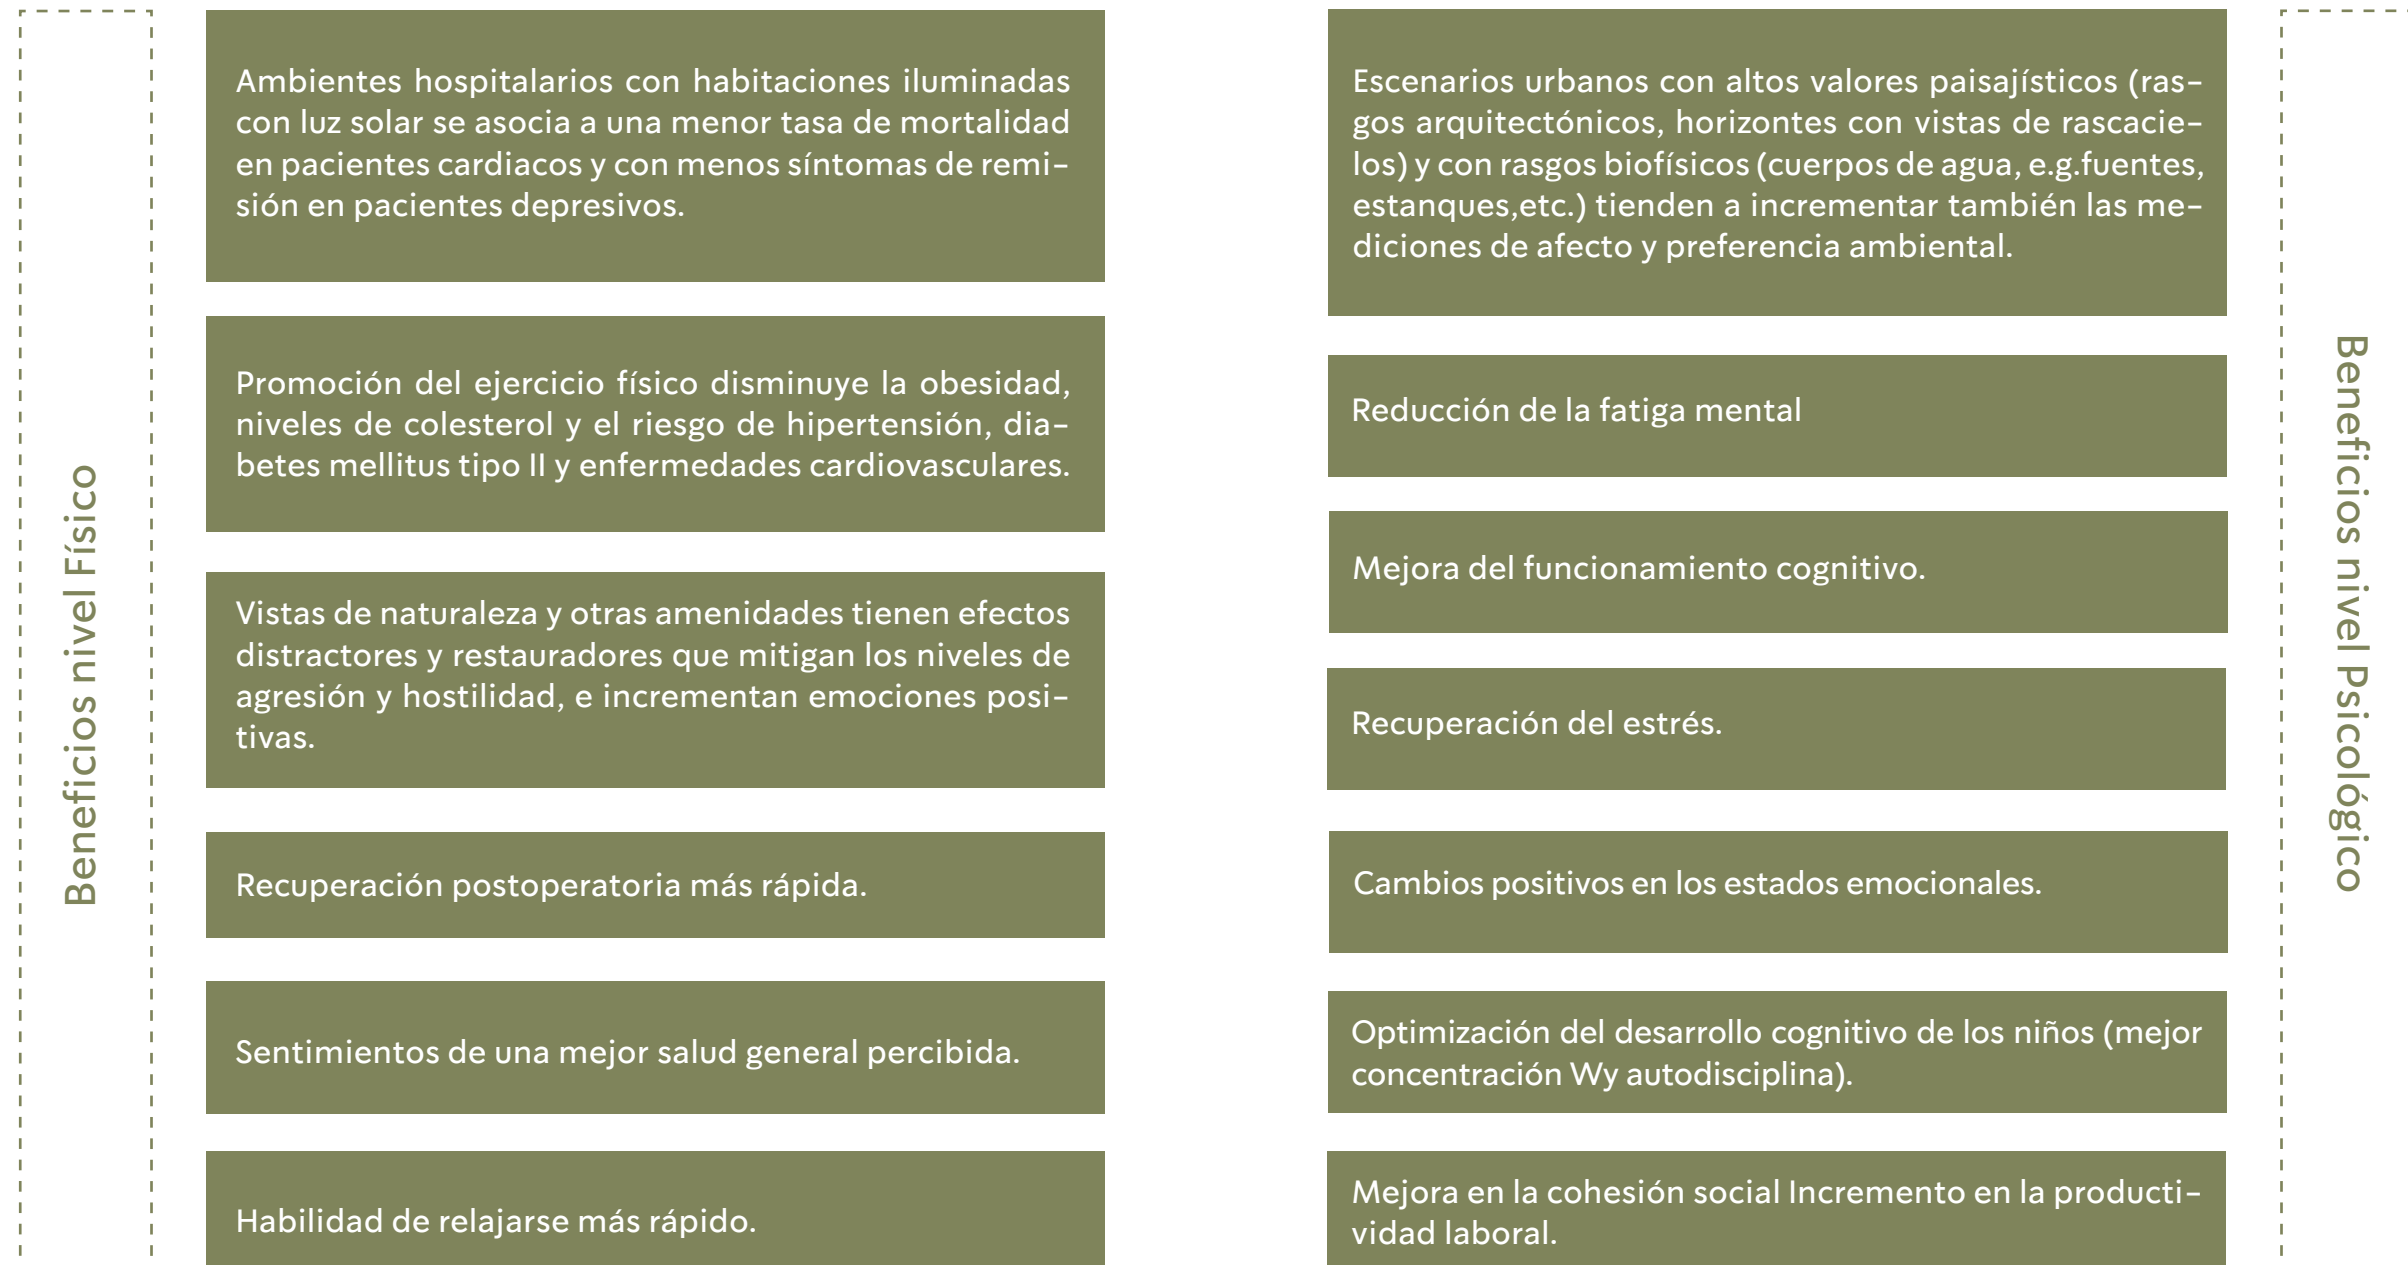 Beneficios nivel Físico
Ambientes hospitalarios con habitaciones iluminadas
con luz solar se asocia a una menor tasa de mortalidad
en pacientes cardiacos y con menos síntomas de remi-
sión en pacientes depresivos.
Promoción del ejercicio físico disminuye la obesidad,
niveles de colesterol y el riesgo de hipertensión, dia-
betes mellitus tipo II y enfermedades cardiovasculares.
Vistas de naturaleza y otras amenidades tienen efectos
distractores y restauradores que mitigan los niveles de
agresión y hostilidad, e incrementan emociones posi-
tivas.
Recuperación postoperatoria más rápida.
Sentimientos de una mejor salud general percibida.
Habilidad de relajarse más rápido.
Escenarios urbanos con altos valores paisajísticos (ras-
gos arquitectónicos, horizontes con vistas de rascacie-
los) y con rasgos biofísicos (cuerpos de agua, e.g.fuentes,
estanques,etc.) tienden a incrementar también las me-
diciones de afecto y preferencia ambiental.
Reducción de la fatiga mental
Mejora del funcionamiento cognitivo.
Recuperación del estrés.
Cambios positivos en los estados emocionales.
Optimización del desarrollo cognitivo de los niños (mejor
concentración Wy autodisciplina).
Mejora en la cohesión social Incremento en la producti-
vidad laboral.
Beneficios nivel Psicológico